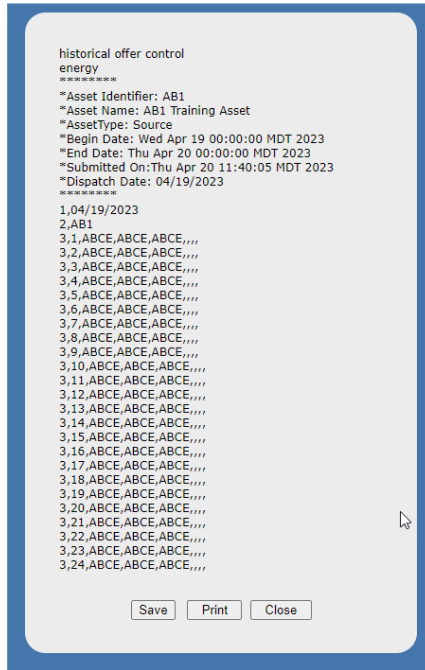 historical offer control
energy
********
*Asset Identifier: AB1
*Asset Name: AB1 Training Asset
*AssetType: Source
*Begin Date: Wed Apr 19 00:00:00 MDT 2023
*End Date: Thu Apr 20 00:00:00 MDT 2023
*Submitted On:Thu Apr 20 11:40:05 MDT 2023
*Dispatch Date: 04/19/2023
********
1,04/19/2023
2,AB1
3,1,ABCE,ABCE,ABCE,,,,
3,2,ABCE,ABCE,ABCE,,,,
3,3,ABCE,ABCE,ABCE,,,,
3,4,ABCE,ABCE,ABCE,,,,
3,5,ABCE,ABCE,ABCE,,,,
3,6,ABCE,ABCE,ABCE,,,,
3,7,ABCE,ABCE,ABCE,,,,
3,8,ABCE,ABCE,ABCE,,,,
3,9,ABCE,ABCE,ABCE,,,,
3,10,ABCE,ABCE,ABCE,,,,
3,11,ABCE,ABCE,ABCE,,,,
3,12,ABCE,ABCE,ABCE,,,,
3,13,ABCE,ABCE,ABCE,,,,
3,14,ABCE,ABCE,ABCE,,,,
3,15,ABCE,ABCE,ABCE,,,,
3,16,ABCE,ABCE,ABCE,,,,
3,17,ABCE,ABCE,ABCE,,,,
3,18,ABCE,ABCE,ABCE,,,,
3,19,ABCE,ABCE,ABCE,,,,
3,20,ABCE,ABCE,ABCE,,,,
3,21,ABCE,ABCE,ABCE,,,,
3,22,ABCE,ABCE,ABCE,,,,
3,23,ABCE,ABCE,ABCE,,,,
3,24,ABCE,ABCE,ABCE,,,,
Save Print Close